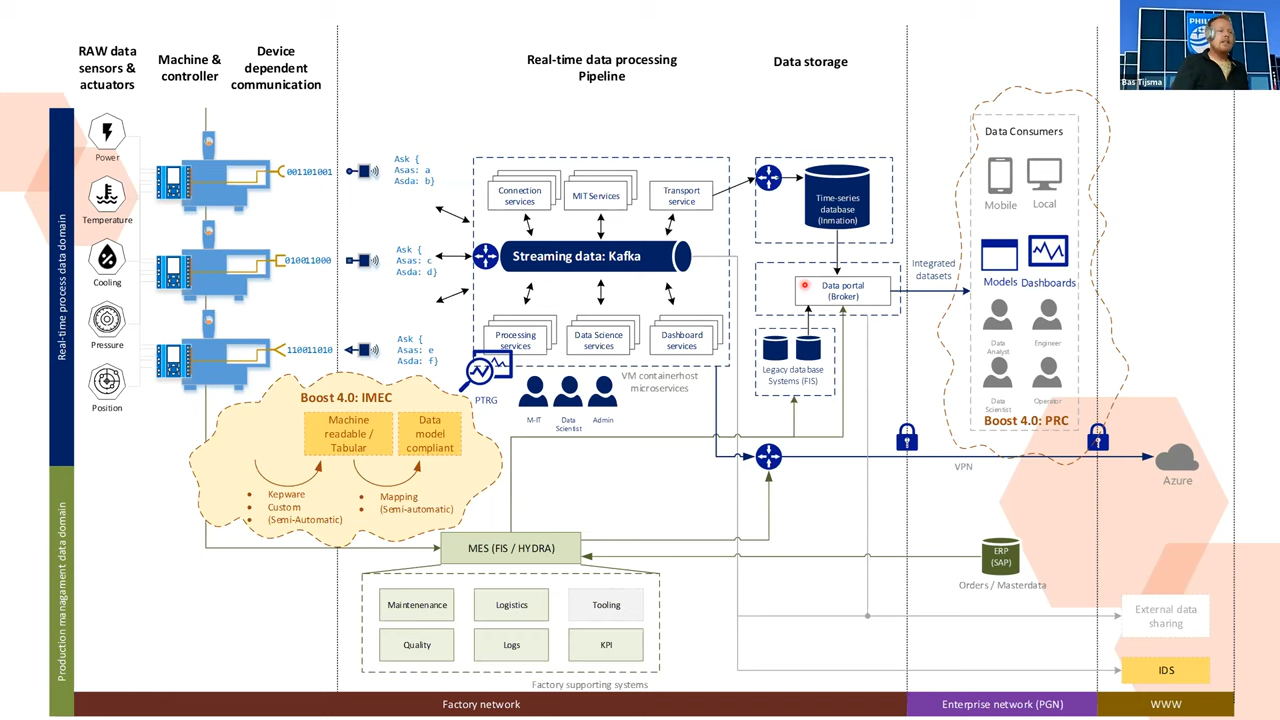 RAW data
sensors &
actuators
Machine &
controller
Device
dependent
communication
Real-time data processing
Pipeline
Data storage
PHILI
Bas Tijsma
Real-time process data domain
Production managament data domain
Power
Temperature
Cooling
Pressure
Position
001101001
010011000
110011010
Ask {
Asas: a
Asda: b}
Ask {
Asas: c
Asda: d}
Ask {
Asas: e
Asda: f}
Connection
services
MIT Services
Transport
service
Streaming data: Kafka
Processing
services
Data Science
services
Dashboard
services
VM containerhost
microservices
PTRG
M-IT
Data
Scientist
Admin
Time-series
database
(Inmation)
Data portal
(Broker)
Legacy database
Systems (FIS)
Integrated
datasets
Data Consumers
Mobile
Local
Models
Dashboards
Data
Analyst
Engineer
Data
Scientist
Operator
Boost 4.0: PRC
Boost 4.0: IMEC
Machine
readable /
Tabular
Data
model
compliant
• Kepware
• Custom
• (Semi-Automatic)
• Mapping
(Semi-automatic)
VPN
Azure
MES (FIS / HYDRA)
ERP
(SAP)
Orders / Masterdata
Maintenenance
Logistics
Tooling
Quality
Logs
KPI
Factory supporting systems
External data
sharing
IDS
Factory network
Enterprise network (PGN)
WWW